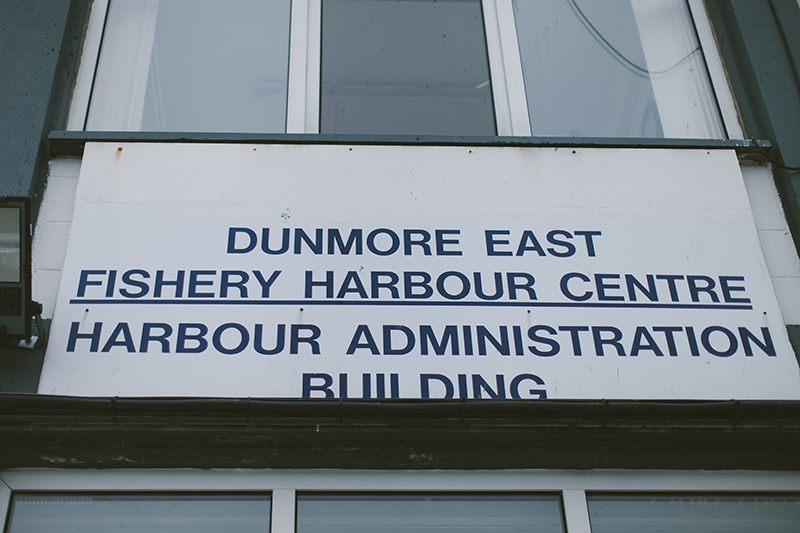 DUNMORE EAST
FISHERY HARBOUR CENTRE
HARBOUR ADMINISTRATION
BUILDING